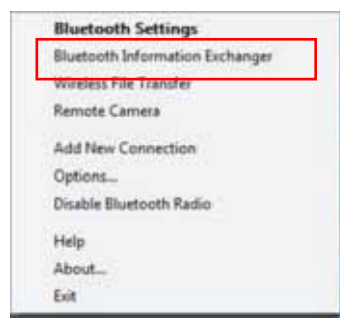 Bluetooth Settings
Bluetooth Information Exchanger
Wireless File Transfer
Remote Camera
Add New Connection
Options...
Disable Bluetooth Radio
Help
About...
Exit